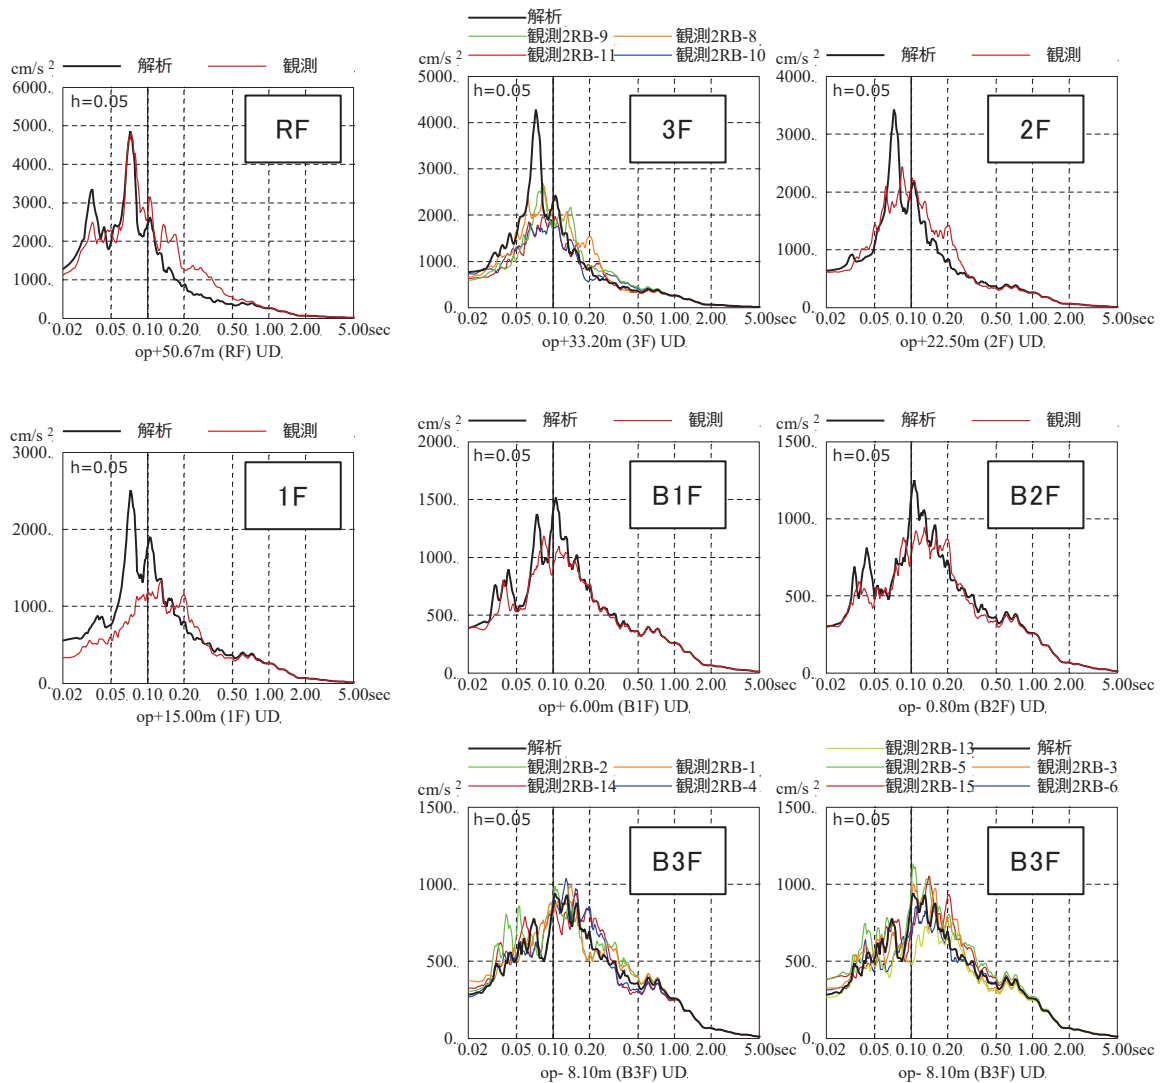 cm/s 2 解析 観測
6000.
5000.
4000.
3000.
2000.
1000.
0.
h=0.05
RF
0.02 0.05 0.10 0.20 0.50 1.00 2.00 5.00sec
op+50.67m (RF) UD
解析
観測2RB-9 観測2RB-8
観測2RB-11 観測2RB-10
cm/s 2
5000.
4000.
3000.
2000.
1000.
0.
h=0.05
3F
0.02 0.05 0.10 0.20 0.50 1.00 2.00 5.00sec
op+33.20m (3F) UD
cm/s 2 解析 観測
4000.
3000.
2000.
1000.
0.
h=0.05
2F
0.02 0.05 0.10 0.20 0.50 1.00 2.00 5.00sec
op+22.50m (2F) UD
cm/s 2 解析 観測
3000.
2000.
1000.
0.
h=0.05
1F
0.02 0.05 0.10 0.20 0.50 1.00 2.00 5.00sec
op+15.00m (1F) UD
cm/s 2 解析 観測
2000.
1500.
1000.
500.
0.
h=0.05
B1F
0.02 0.05 0.10 0.20 0.50 1.00 2.00 5.00sec
op+ 6.00m (B1F) UD
cm/s 2 解析 観測
1500.
1000.
500.
0.
h=0.05
B2F
0.02 0.05 0.10 0.20 0.50 1.00 2.00 5.00sec
op- 0.80m (B2F) UD
解析
観測2RB-2 観測2RB-1
観測2RB-14 観測2RB-4
cm/s 2
1500.
1000.
500.
0.
h=0.05
B3F
0.02 0.05 0.10 0.20 0.50 1.00 2.00 5.00sec
op- 8.10m (B3F) UD
観測2RB-13 解析
観測2RB-5 観測2RB-3
観測2RB-15 観測2RB-6
cm/s 2
1500.
1000.
500.
0.
h=0.05
B3F
0.02 0.05 0.10 0.20 0.50 1.00 2.00 5.00sec
op- 8.10m (B3F) UD